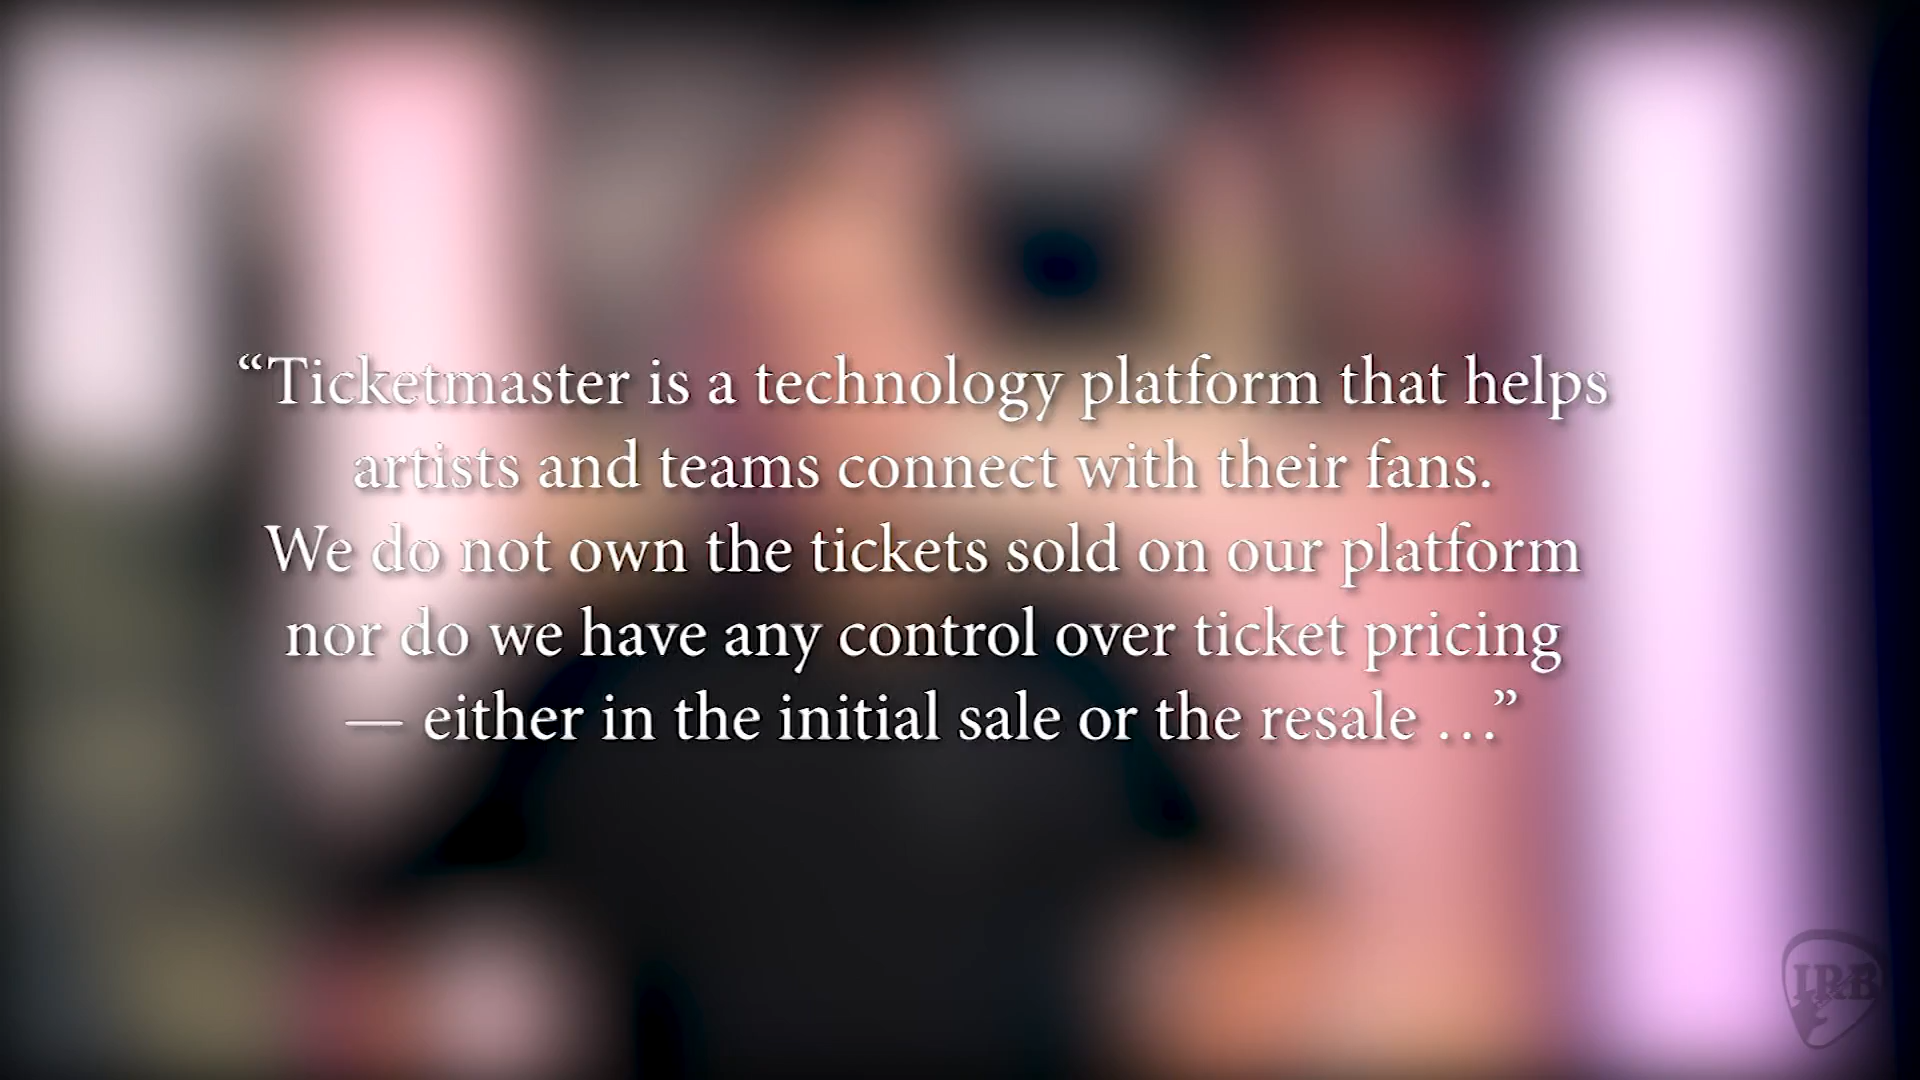 “Ticketmaster is a technology platform that helps
artists and teams connect with their fans.
We do not own the tickets sold on our platform
nor do we have any control over ticket pricing
— either in the initial sale or the resale …”
IRB